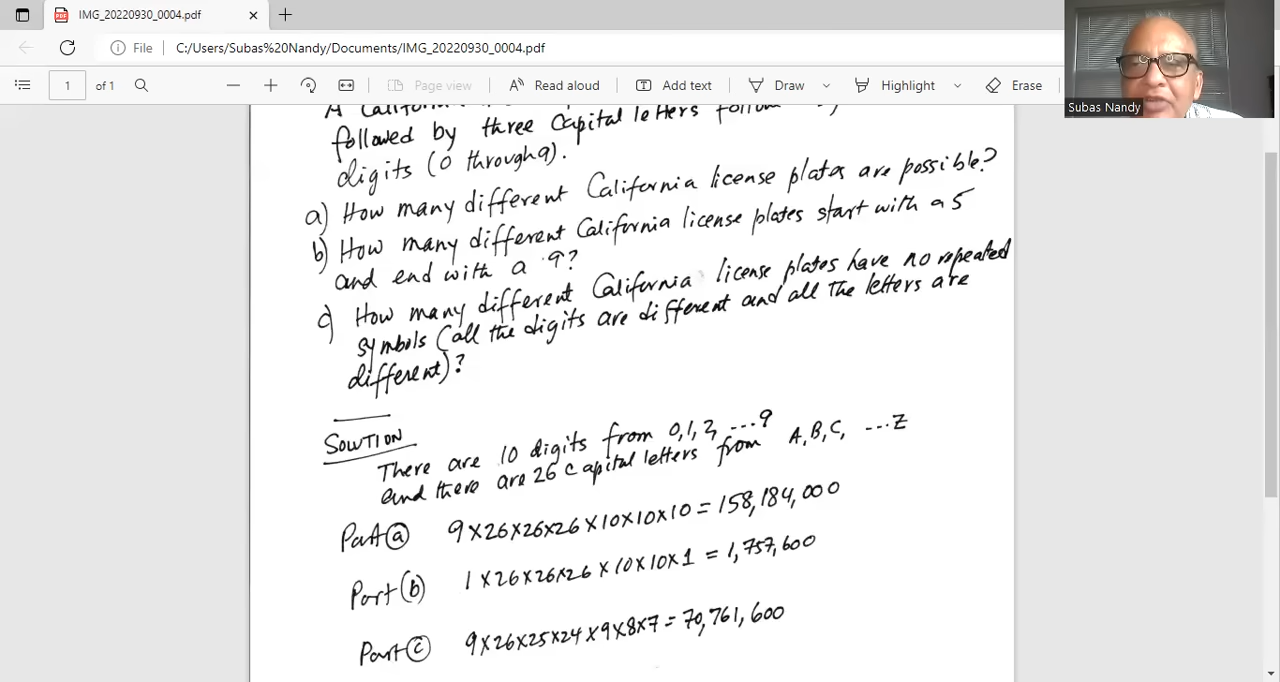 IMG_20220930_0004.pdf
File C:/Users/Subas%20Nandy/Documents/IMG_20220930_0004.pdf
1 of 1 Page view Read aloud Add text Draw Highlight Erase
Subas Nandy
A
followed by three capital letters
digits (0 through 9).
a) How many different California license plates are possible?
b) How many different California license plates start with a 5
and end with a 9?
c) How many different California license plates have no repeated
symbols (all the digits are different and all the letters are
different)?
SOLUTION
There are 10 digits from 0,1,2, ...9
and there are 26 capital letters from A,B,C, ...Z
Part (a) 9×26×26×26×10×10×10 = 158,184,000
Part (b) 1×26×26×26×10×10×1 = 1,757,600
Part (c) 9×26×25×24×9×8×7 = 70,761,600